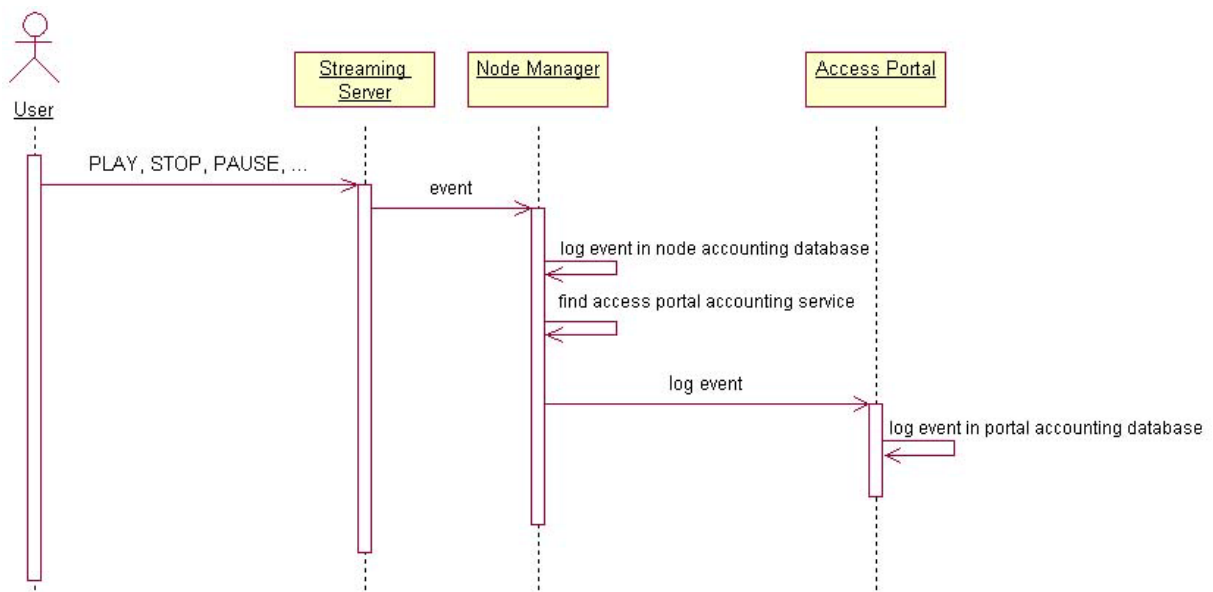 Streaming
Server
Node Manager
Access Portal
User
PLAY, STOP, PAUSE, ...
event
log event in node accounting database
find access portal accounting service
log event
log event in portal accounting database